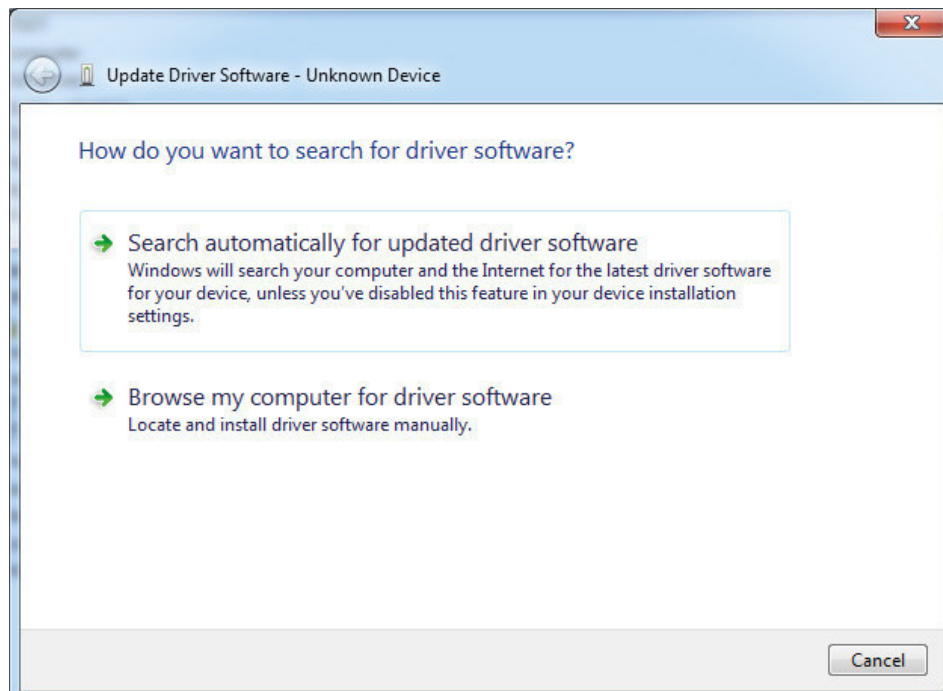 Update Driver Software - Unknown Device
How do you want to search for driver software?
Search automatically for updated driver software
Windows will search your computer and the Internet for the latest driver software
for your device, unless you've disabled this feature in your device installation
settings.
Browse my computer for driver software
Locate and install driver software manually.
Cancel